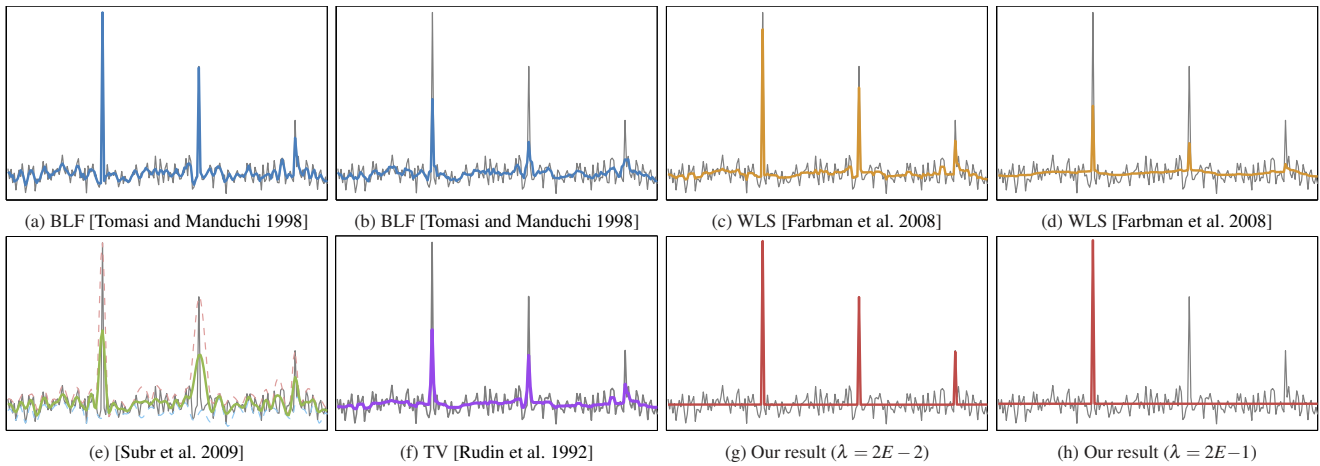 (a) BLF [Tomasi and Manduchi 1998]
(b) BLF [Tomasi and Manduchi 1998]
(c) WLS [Farbman et al. 2008]
(d) WLS [Farbman et al. 2008]
(e) [Subr et al. 2009]
(f) TV [Rudin et al. 1992]
(g) Our result (λ = 2E − 2)
(h) Our result (λ = 2E−1)